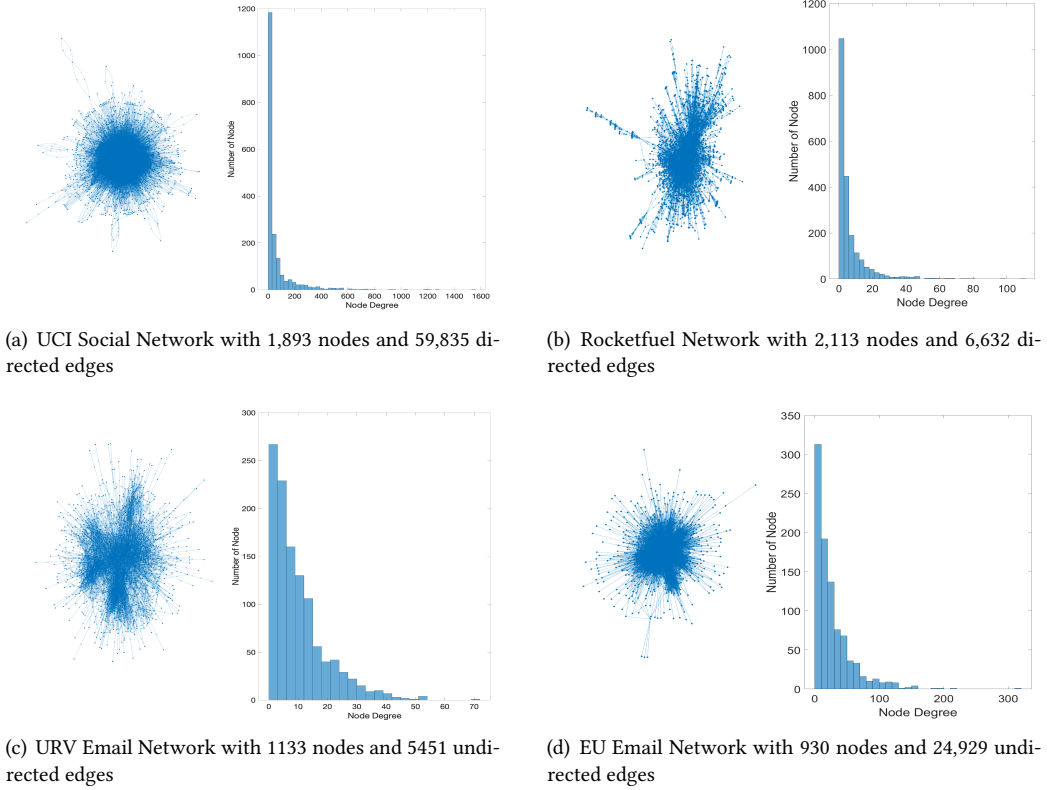 1200
1000
800
600
400
200
0
Number of Node
0 200 400 600 800 1000 1200 1400 1600
Node Degree
1200
1000
800
600
400
200
0
Number of Node
0 20 40 60 80 100
Node Degree
(a) UCI Social Network with 1,893 nodes and 59,835 di-
rected edges
(b) Rocketfuel Network with 2,113 nodes and 6,632 di-
rected edges
300
250
200
150
100
50
0
Number of Node
0 10 20 30 40 50 60 70
Node Degree
350
300
250
200
150
100
50
0
Number of Node
0 100 200 300
Node Degree
(c) URV Email Network with 1133 nodes and 5451 undi-
rected edges
(d) EU Email Network with 930 nodes and 24,929 undi-
rected edges